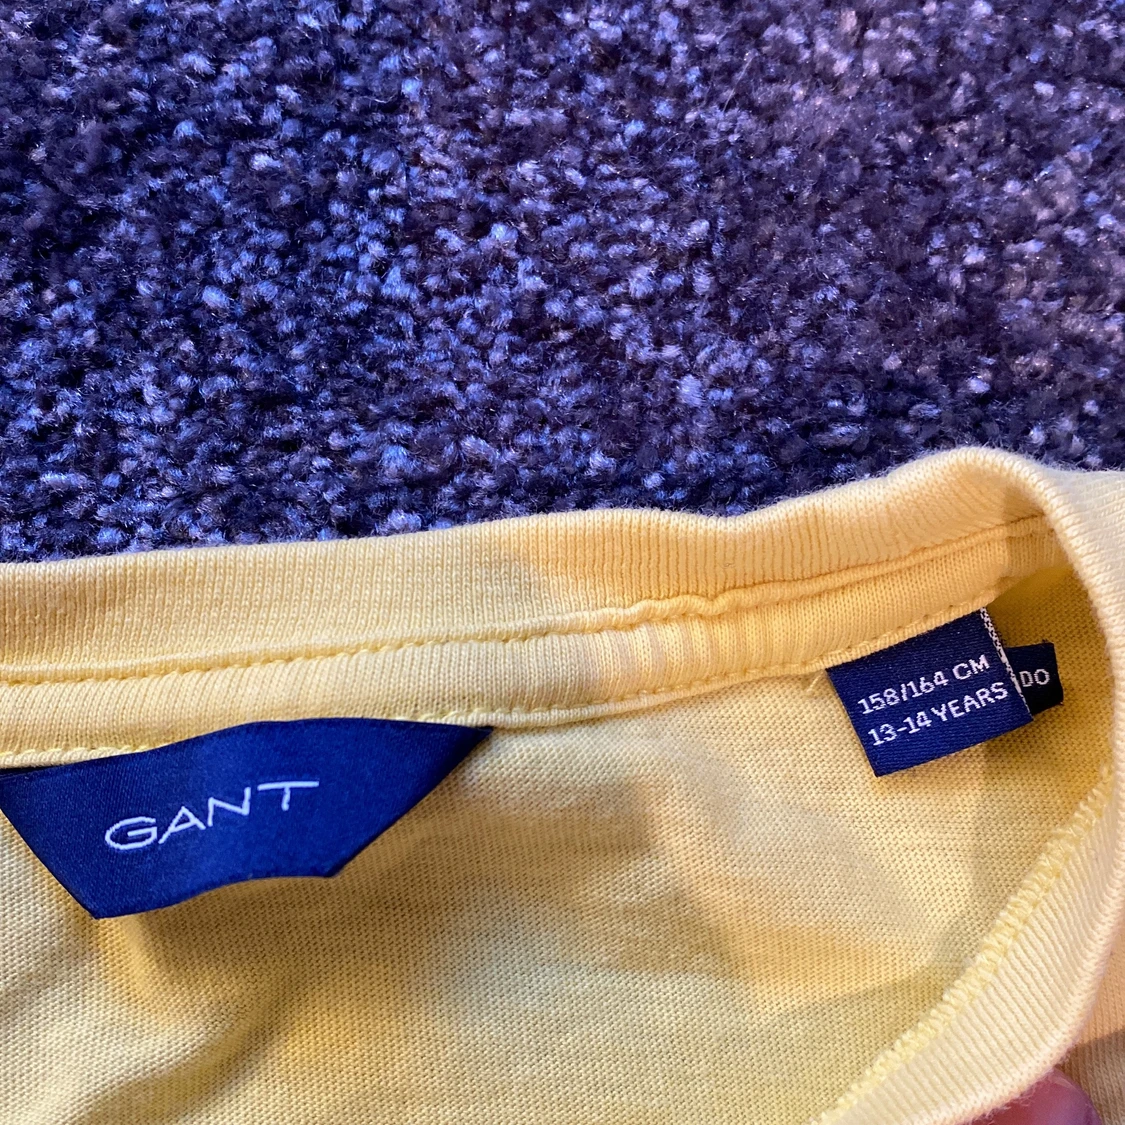 GANT
158/164 CM
13-14 YEARS
DO